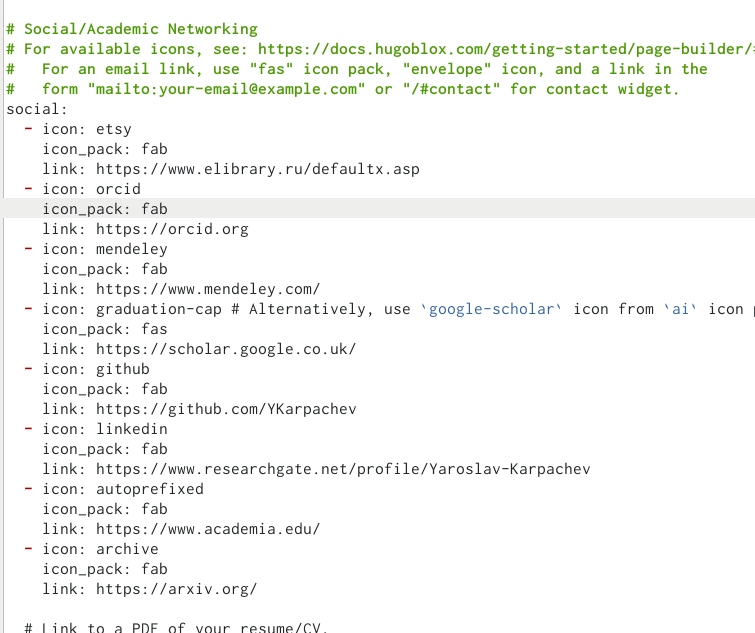 # Social/Academic Networking
# For available icons, see: https://docs.hugoblox.com/getting-started/page-builder/
#   For an email link, use "fas" icon pack, "envelope" icon, and a link in the
#   form "mailto:your-email@example.com" or "/#contact" for contact widget.
social:
  - icon: etsy
    icon_pack: fab
    link: https://www.elibrary.ru/defaultx.asp
  - icon: orcid
    icon_pack: fab
    link: https://orcid.org
  - icon: mendeley
    icon_pack: fab
    link: https://www.mendeley.com/
  - icon: graduation-cap # Alternatively, use `google-scholar` icon from `ai` icon
    icon_pack: fas
    link: https://scholar.google.co.uk/
  - icon: github
    icon_pack: fab
    link: https://github.com/YKarpachev
  - icon: linkedin
    icon_pack: fab
    link: https://www.researchgate.net/profile/Yaroslav-Karpachev
  - icon: autoprefixed
    icon_pack: fab
    link: https://www.academia.edu/
  - icon: archive
    icon_pack: fab
    link: https://arxiv.org/
  # Link to a PDF of your resume/CV.